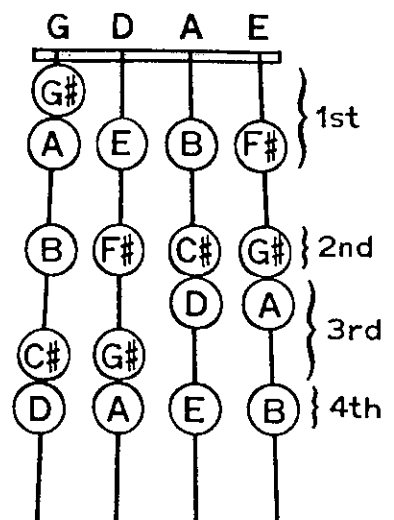 G D A E
G#
A E B F# 1st
B F# C# G# 2nd
D A
C# G# 3rd
D A E B 4th